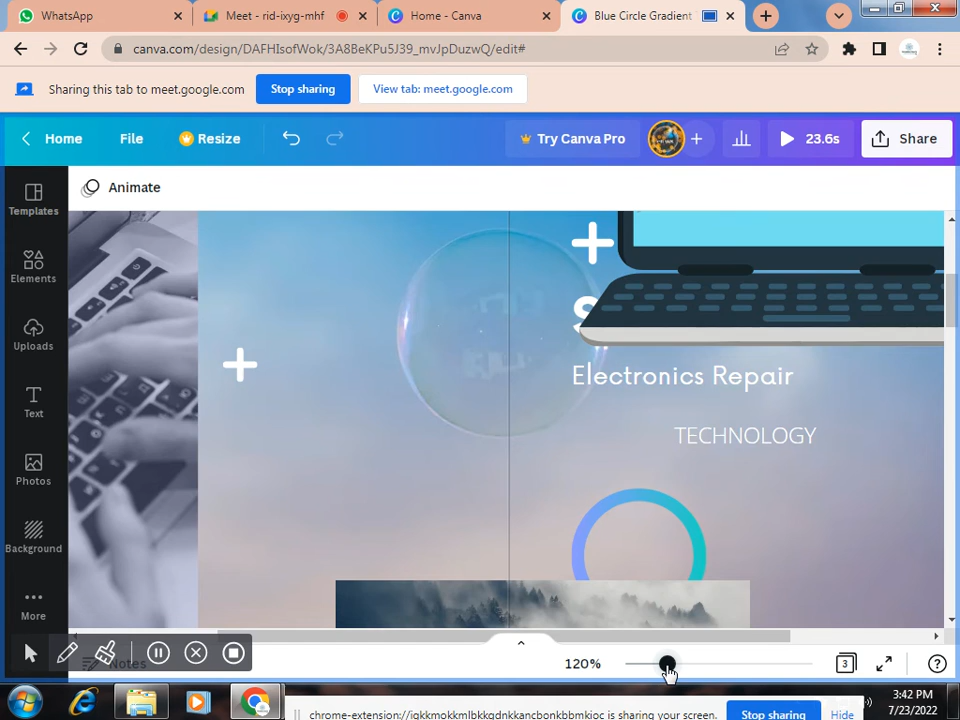 WhatsApp
Meet - rid-ixyg-mhf
Home - Canva
Blue Circle Gradient
canva.com/design/DAFHIsofWok/3A8BeKPu5J39_mvJpDuzwQ/edit#
Sharing this tab to meet.google.com
Stop sharing
View tab: meet.google.com
Home
File
Resize
Try Canva Pro
23.6s
Share
Animate
Templates
Elements
Uploads
Text
Photos
Background
More
+
+
S
Electronics Repair
TECHNOLOGY
Notes
120%
3
chrome-extension://
is sharing your screen.
Stop sharing
Hide
3:42 PM
7/23/2022